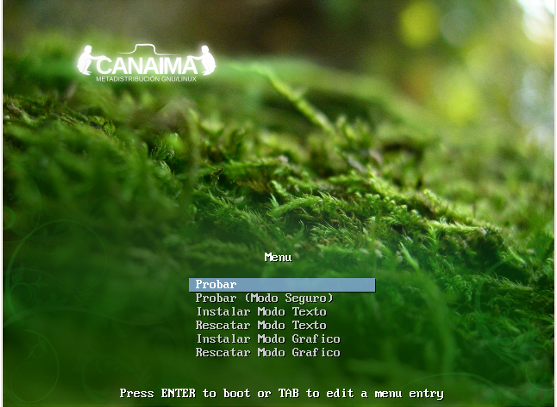 CANAIMA
METADISTRIBUCIÓN GNU/LINUX
Menu
Probar
Probar (Modo Seguro)
Instalar Modo Texto
Rescatar Modo Texto
Instalar Modo Grafico
Rescatar Modo Grafico
Press ENTER to boot or TAB to edit a menu entry